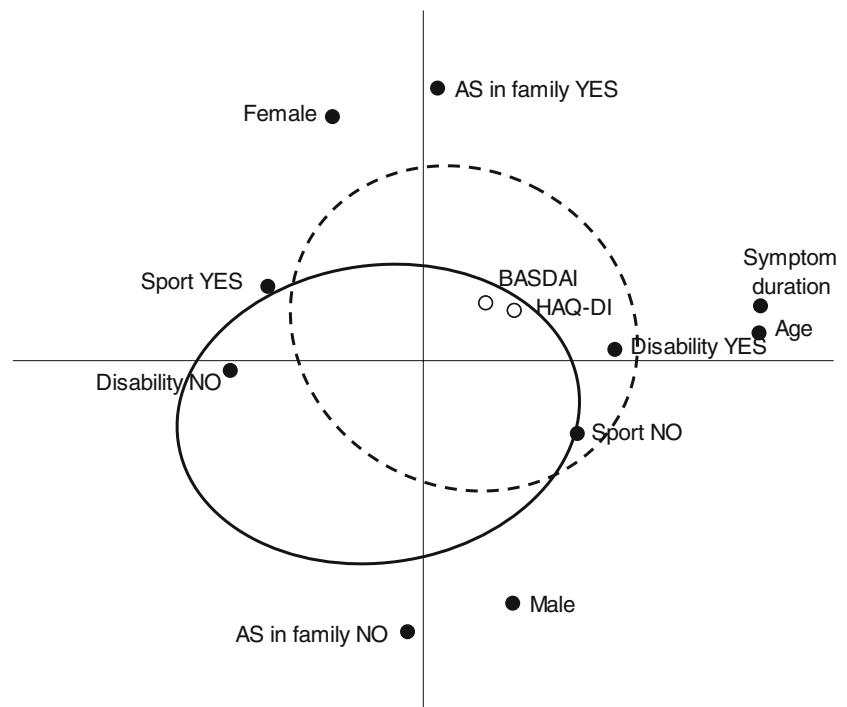 AS in family YES
Female
Symptom
duration
BASDAI
Sport YES
HAQ-DI
Age
Disability YES
Disability NO
Sport NO
Male
AS in family NO